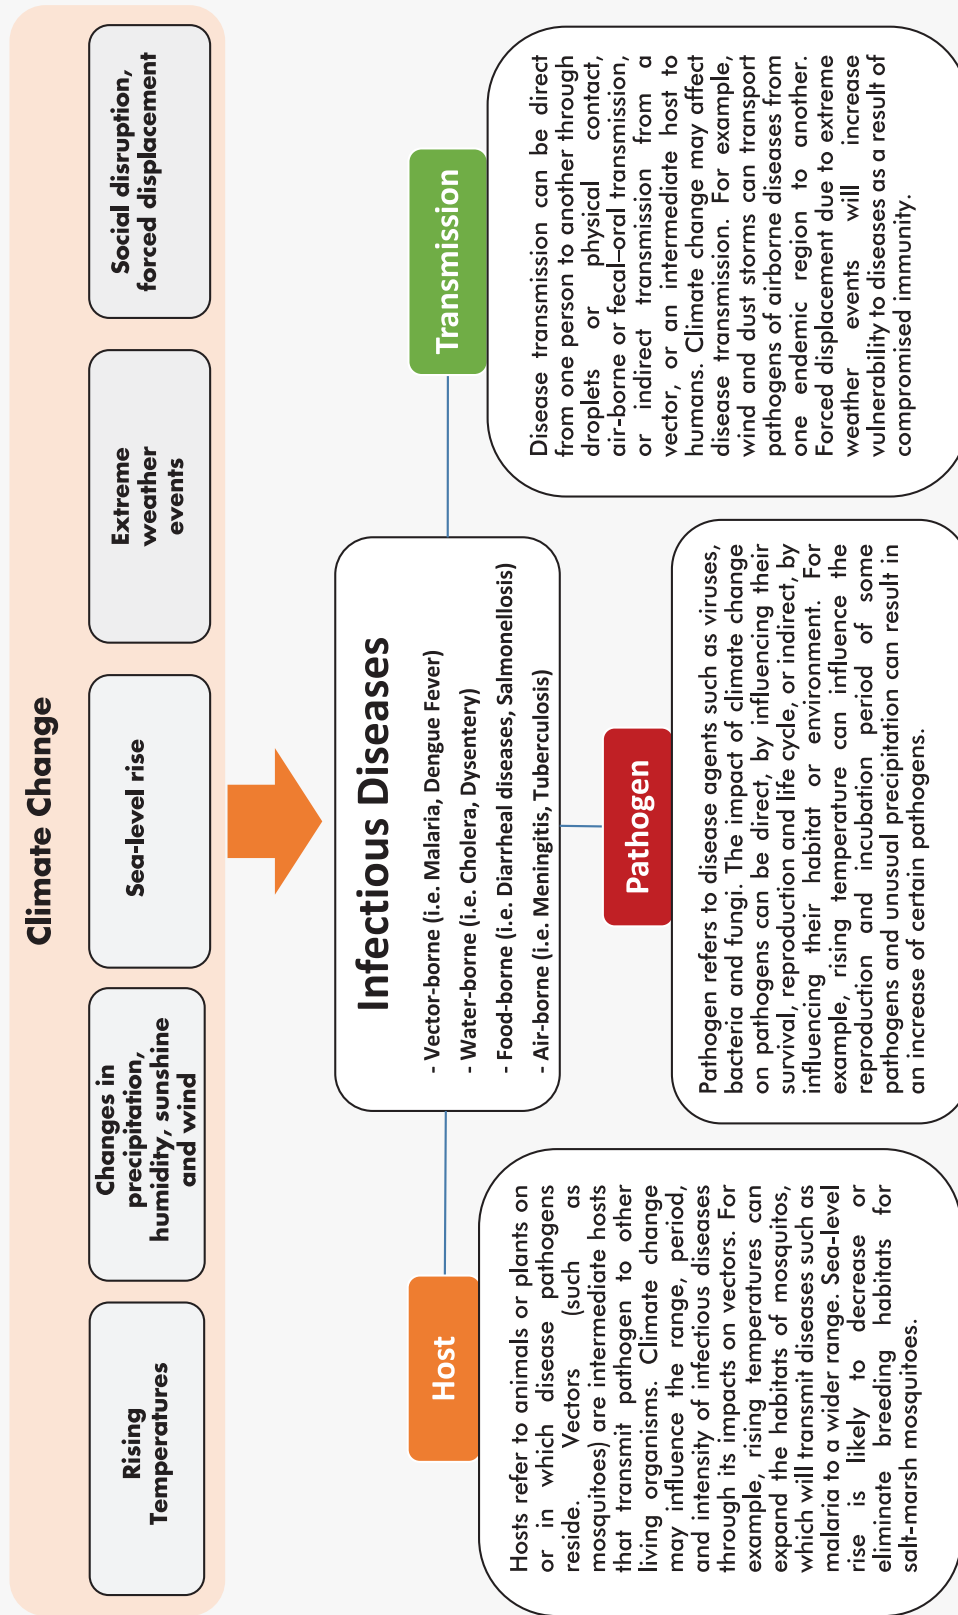 Climate Change
Rising
Temperatures
Changes in
precipitation,
humidity, sunshine
and wind
Sea-level rise
Extreme
weather
events
Social disruption,
forced displacement
Infectious Diseases
- Vector-borne (i.e. Malaria, Dengue Fever)
- Water-borne (i.e. Cholera, Dysentery)
- Food-borne (i.e. Diarrheal diseases, Salmonellosis)
- Air-borne (i.e. Meningitis, Tuberculosis)
Host
Hosts refer to animals or plants on
or in which disease pathogens
reside. Vectors (such as
mosquitoes) are intermediate hosts
that transmit pathogen to other
living organisms. Climate change
may influence the range, period,
and intensity of infectious diseases
through its impacts on vectors. For
example, rising temperatures can
expand the habitats of mosquitos,
which will transmit diseases such as
malaria to a wider range. Sea-level
rise is likely to decrease or
eliminate breeding habitats for
salt-marsh mosquitoes.
Pathogen
Pathogen refers to disease agents such as viruses,
bacteria and fungi. The impact of climate change
on pathogens can be direct, by influencing their
survival, reproduction and life cycle, or indirect, by
influencing their habitat or environment. For
example, rising temperature can influence the
reproduction and incubation period of some
pathogens and unusual precipitation can result in
an increase of certain pathogens.
Transmission
Disease transmission can be direct
from one person to another through
droplets or physical contact,
air-borne or fecal–oral transmission,
or indirect transmission from a
vector, or an intermediate host to
humans. Climate change may affect
disease transmission. For example,
wind and dust storms can transport
pathogens of airborne diseases from
one endemic region to another.
Forced displacement due to extreme
weather events will increase
vulnerability to diseases as a result of
compromised immunity.